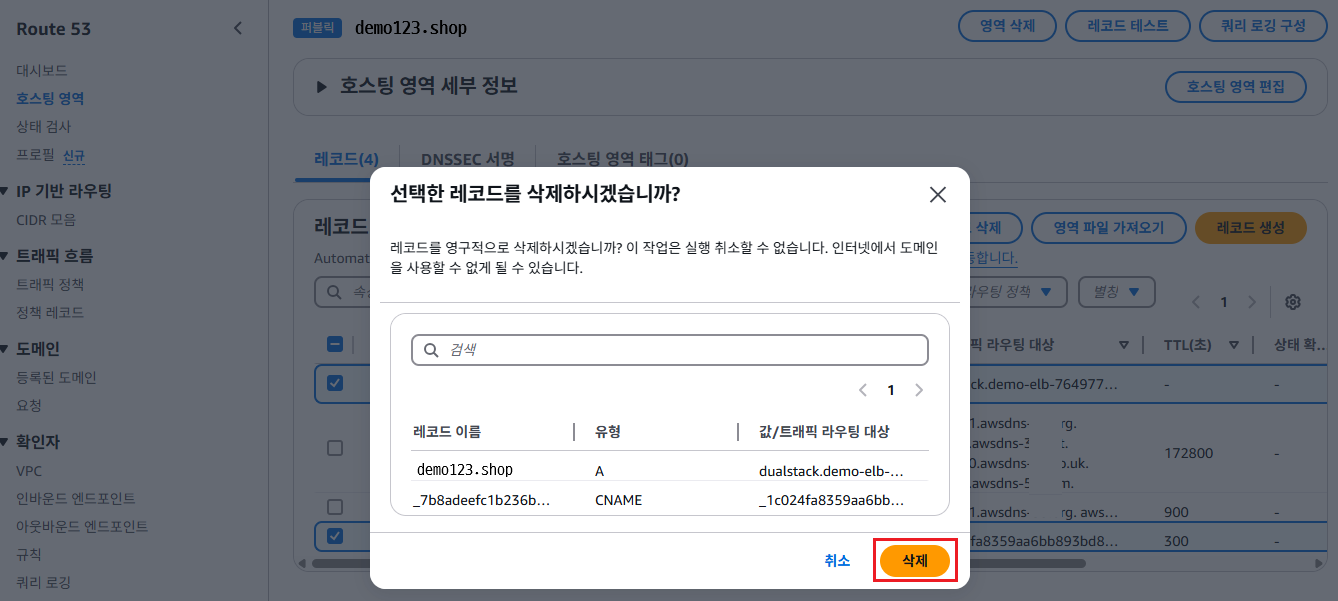 Route 53
대시보드
호스팅 영역
상태 검사
프로필 신규
IP 기반 라우팅
CIDR 모음
트래픽 흐름
트래픽 정책
정책 레코드
도메인
등록된 도메인
요청
확인자
VPC
인바운드 엔드포인트
아웃바운드 엔드포인트
규칙
쿼리 로깅
퍼블릭 demo123.shop
영역 삭제
레코드 테스트
쿼리 로깅 구성
호스팅 영역 세부 정보
호스팅 영역 편집
레코드(4)
DNSSEC 서명
호스팅 영역 태그(0)
레코드
삭제
영역 파일 가져오기
레코드 생성
Automat
라우팅 정책
별칭
1
라우팅 대상
TTL(초)
상태 확...
ck.demo-elb-764977...
-
-
1.awsdns- rg.
.awsdns-3 t.
0.awsdns- o.uk.
.awsdns-5 m.
172800
-
1.awsdns- rg. aws...
900
-
fa8359aa6bb893bd8...
300
-
선택한 레코드를 삭제하시겠습니까?
레코드를 영구적으로 삭제하시겠습니까? 이 작업은 실행 취소할 수 없습니다. 인터넷에서 도메인
을 사용할 수 없게 될 수 있습니다.
검색
1
레코드 이름
유형
값/트래픽 라우팅 대상
demo123.shop
A
dualstack.demo-elb-...
_7b8adeefc1b236b...
CNAME
_1c024fa8359aa6bb...
취소
삭제